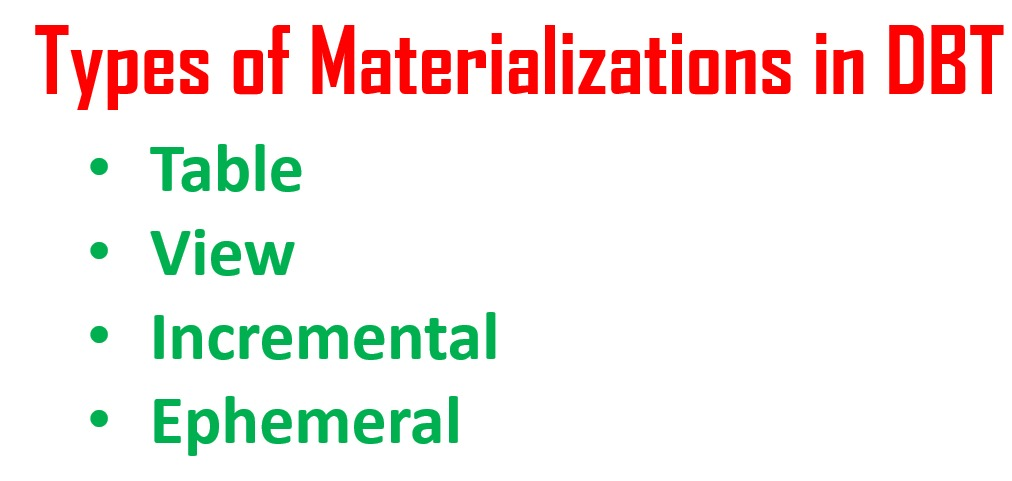 Types of Materializations in DBT
• Table
• View
• Incremental
• Ephemeral